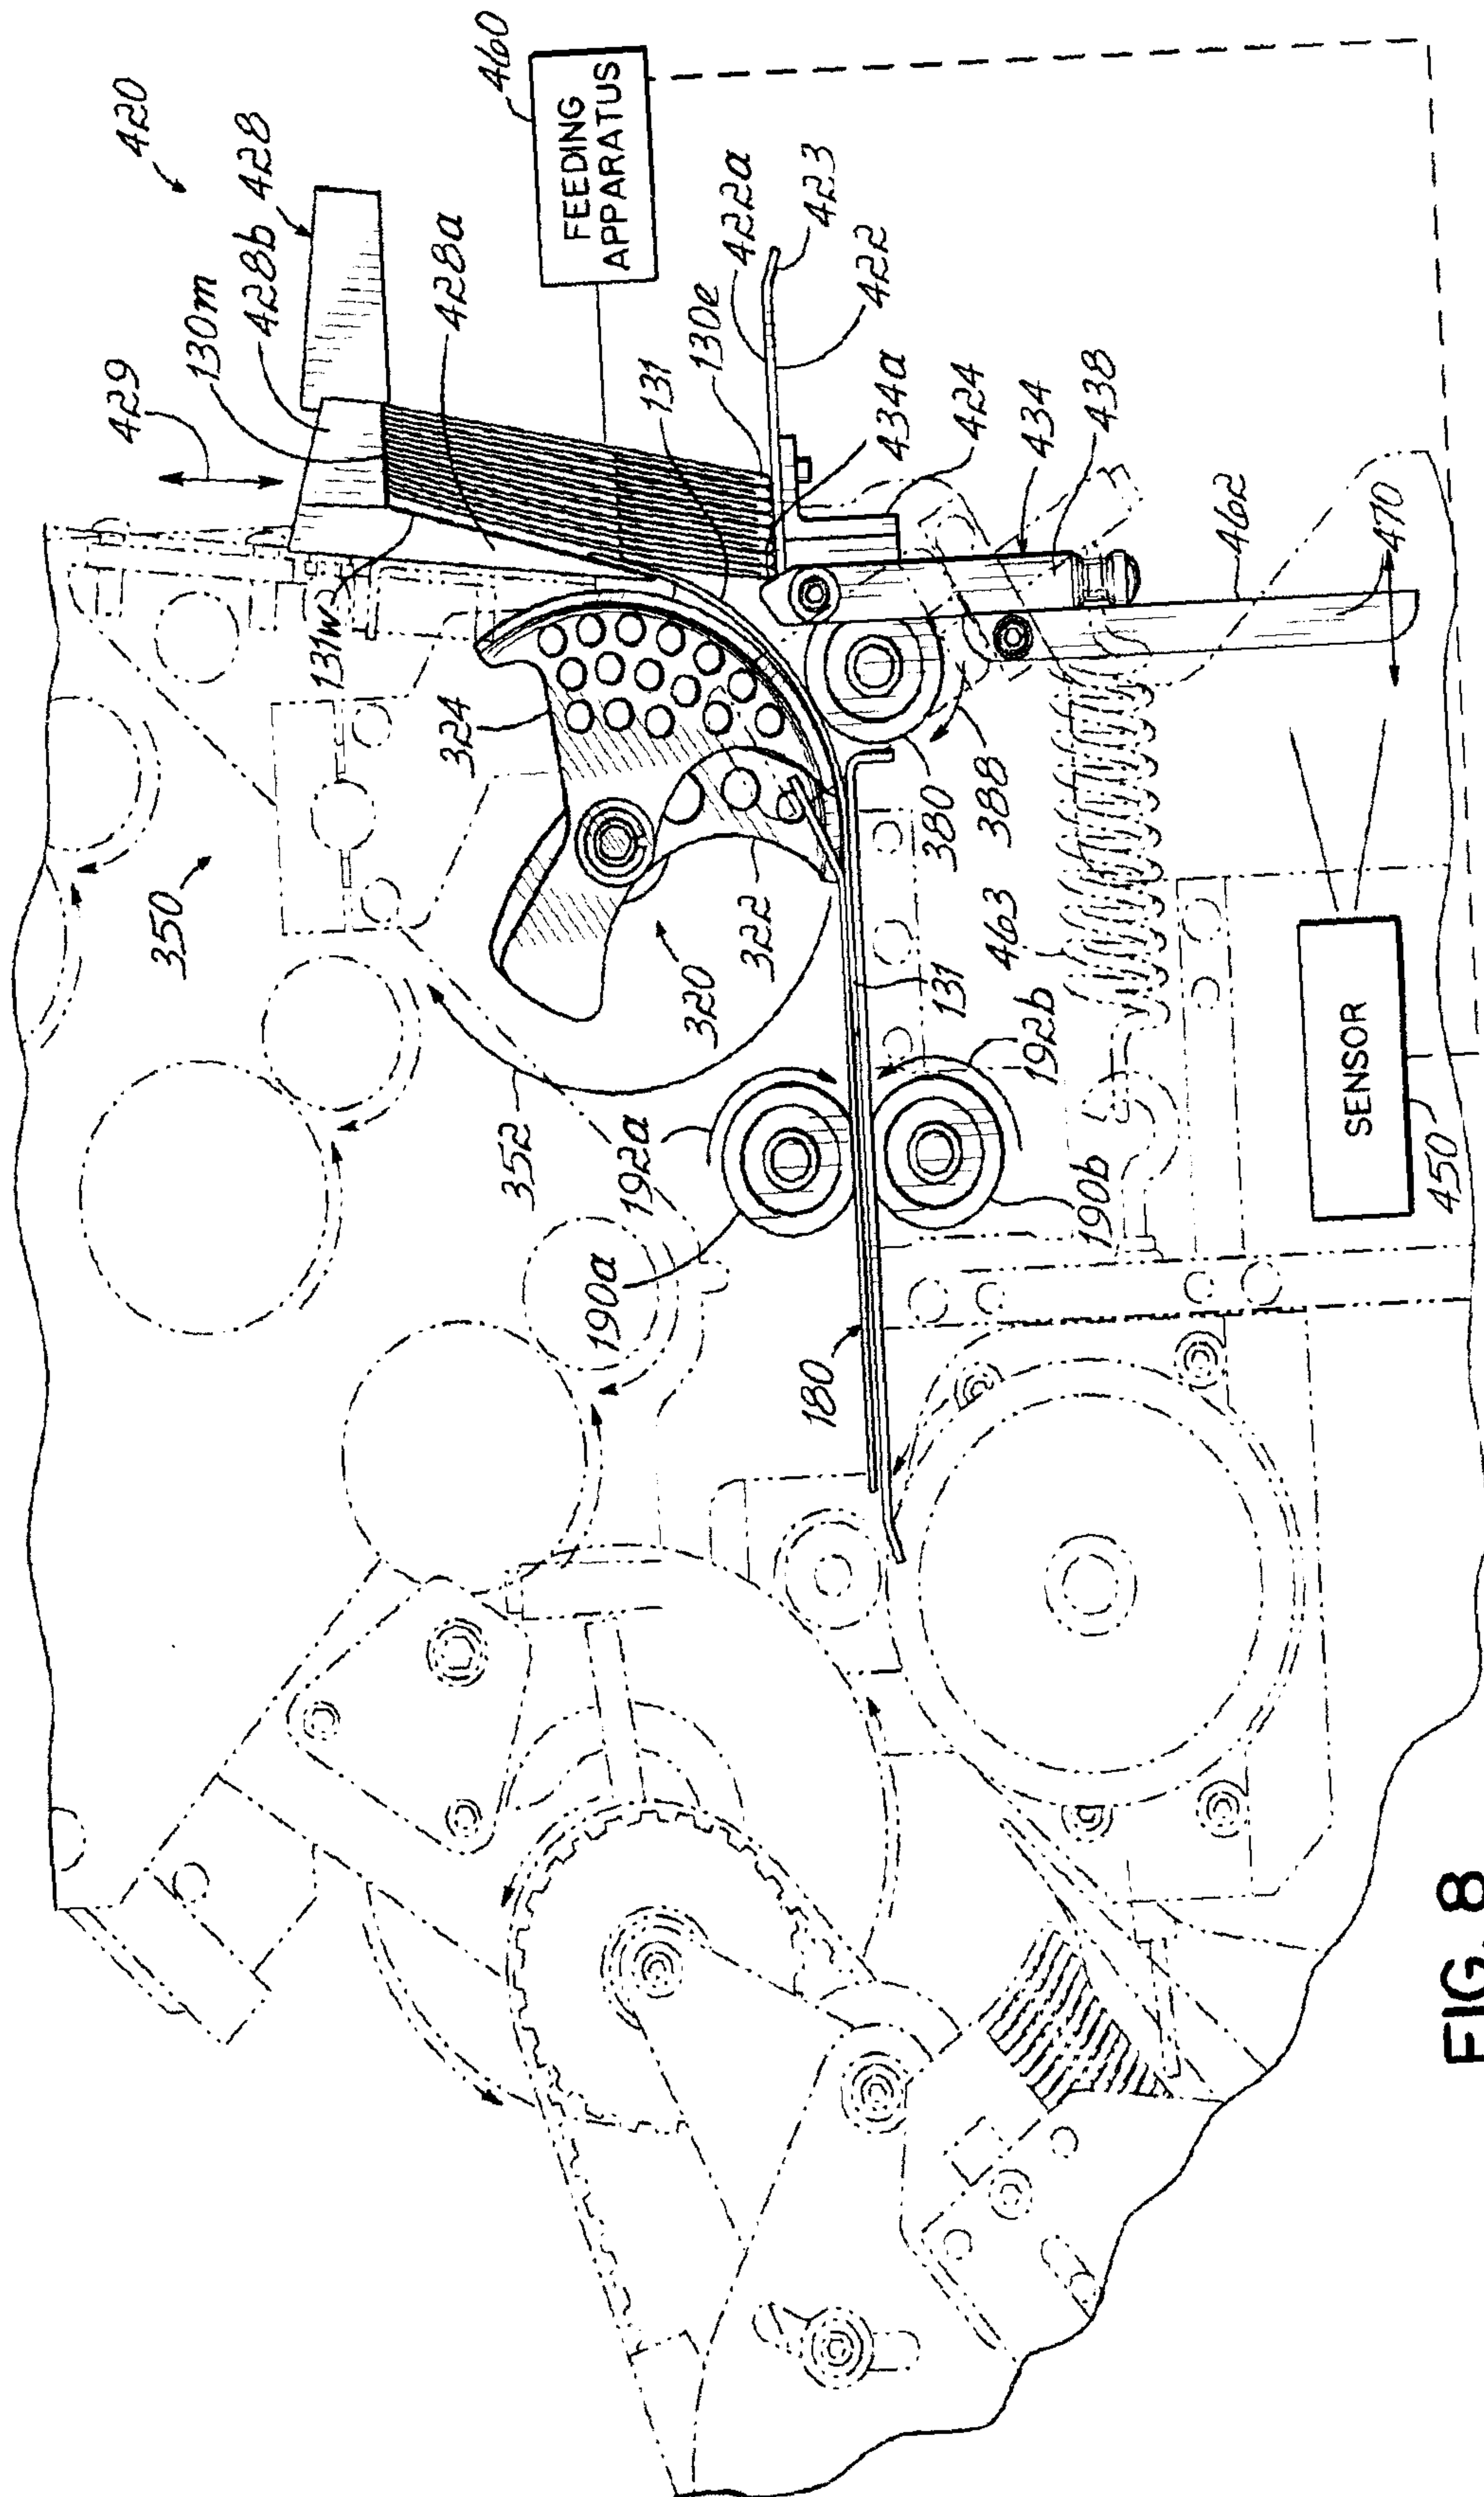 420
460
FEEDING
APPARATUS
428
428b
130m
429
428a
422a
423
422
130e
131
434a
424
434
438
131w
462
470
324
350
388
380
322
320
463
131
192b
352
192a
190b
190a
180
SENSOR
450
FIG. 8